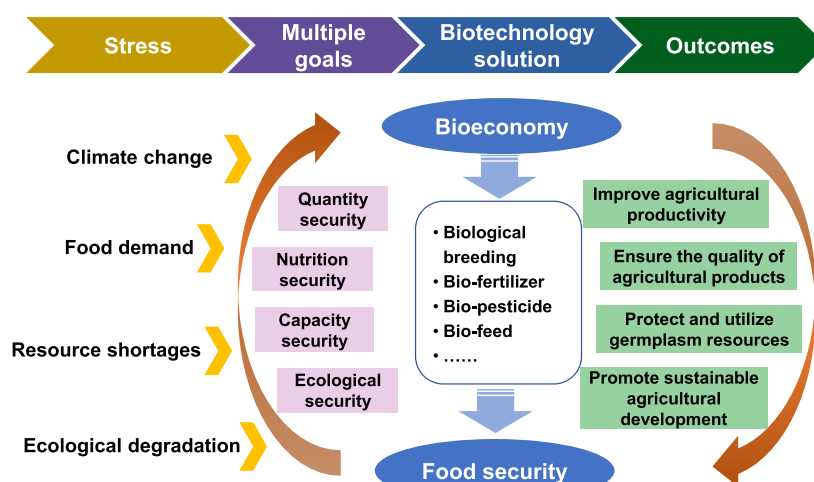 Stress
Multiple
goals
Biotechnology
solution
Outcomes
Climate change
Food demand
Resource shortages
Ecological degradation
Quantity
security
Nutrition
security
Capacity
security
Ecological
security
Bioeconomy
• Biological
breeding
• Bio-fertilizer
• Bio-pesticide
• Bio-feed
• ……
Food security
Improve agricultural
productivity
Ensure the quality of
agricultural products
Protect and utilize
germplasm resources
Promote sustainable
agricultural
development